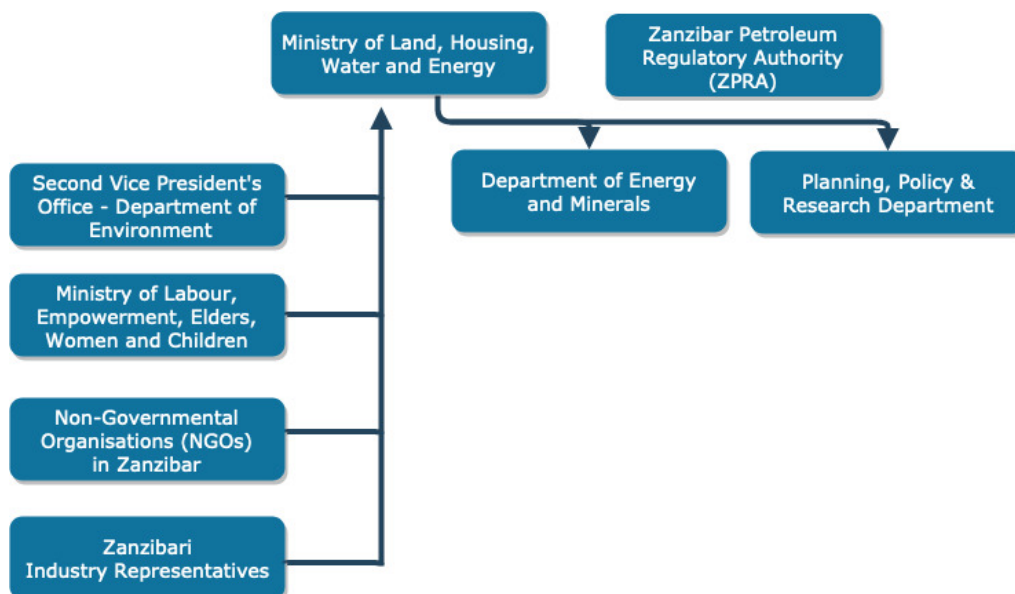 Ministry of Land, Housing,
Water and Energy
Zanzibar Petroleum
Regulatory Authority
(ZPRA)
Department of Energy
and Minerals
Planning, Policy &
Research Department
Second Vice President's
Office - Department of
Environment
Ministry of Labour,
Empowerment, Elders,
Women and Children
Non-Governmental
Organisations (NGOs)
in Zanzibar
Zanzibari
Industry Representatives